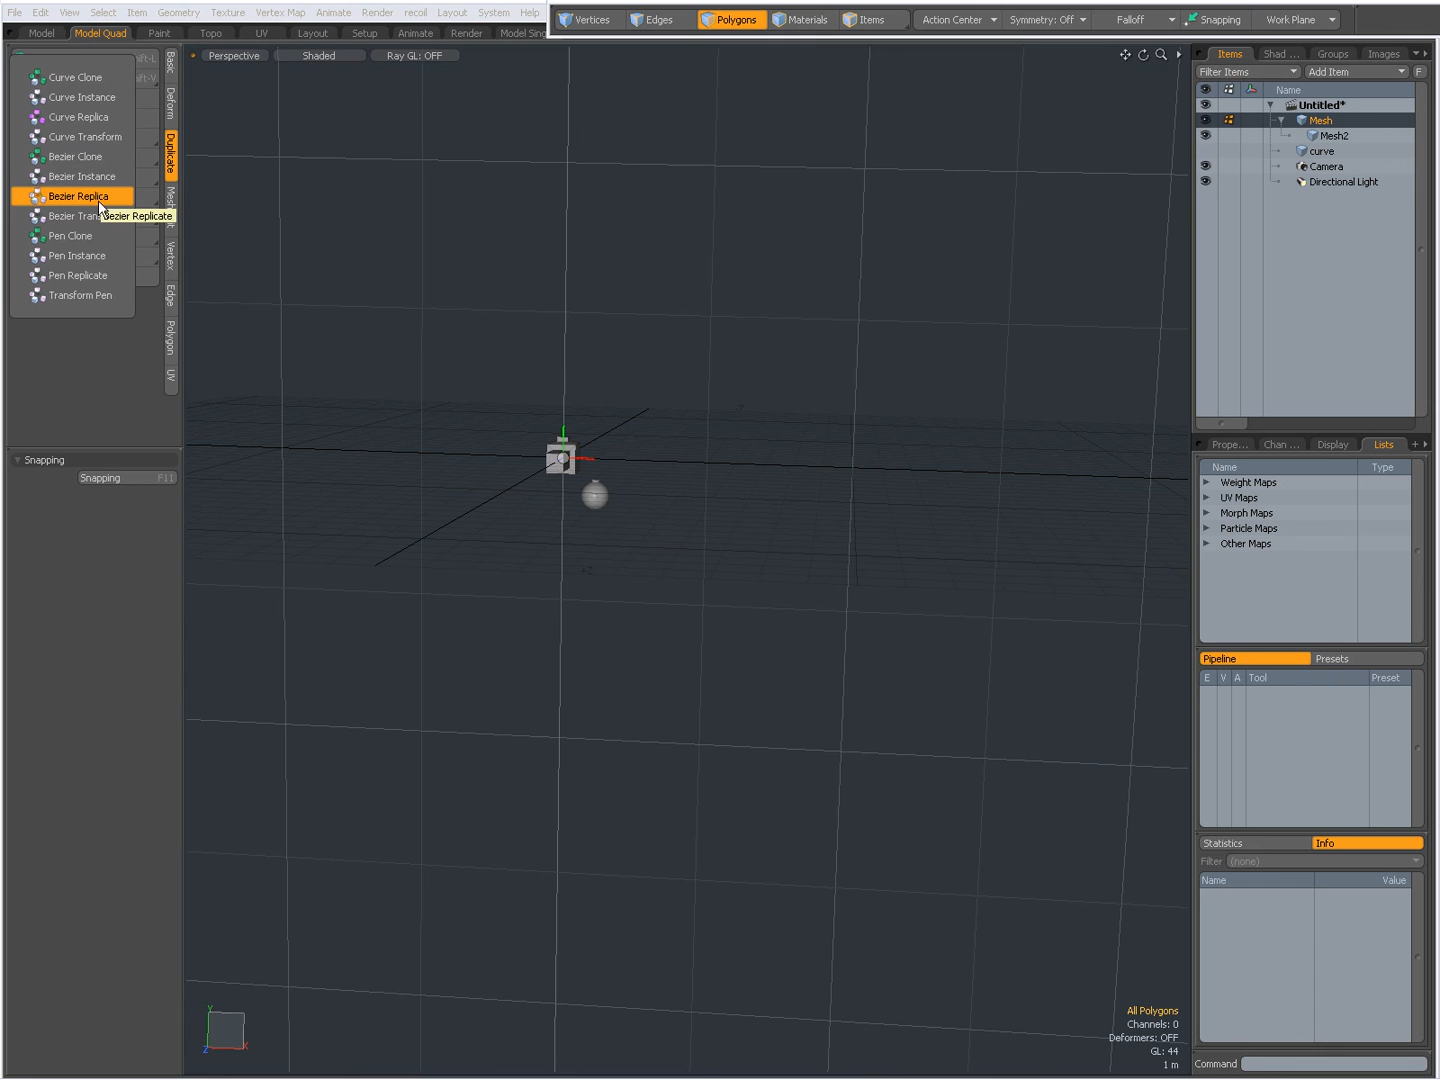 File Edit View Select Item Geometry Texture Vertex Map Animate Render recoil Layout System Help
Vertices Edges Polygons Materials Items Action Center Symmetry: Off Falloff Snapping Work Plane
Model Model Quad Paint Topo UV Layout Setup Animate Render Model Sing
Perspective Shaded Ray GL: OFF
ift-L
ift-V
Curve Clone
Curve Instance
Curve Replica
Curve Transform
Bezier Clone
Bezier Instance
Bezier Replica
Bezier Trans
Bezier Replicate
Pen Clone
Pen Instance
Pen Replicate
Transform Pen
Basic
Deform
Duplicate
Vertex
Edge
Polygon
UV
Snapping
Snapping F11
Y
X
Z
All Polygons
Channels: 0
Deformers: OFF
GL: 44
1 m
Items Shad ... Groups Images
Filter Items Add Item F
Name
Untitled*
Mesh
Mesh2
curve
Camera
Directional Light
Prope... Chan ... Display Lists
Name Type
Weight Maps
UV Maps
Morph Maps
Particle Maps
Other Maps
Pipeline Presets
E V A Tool Preset
Statistics Info
Filter (none)
Name Value
Command